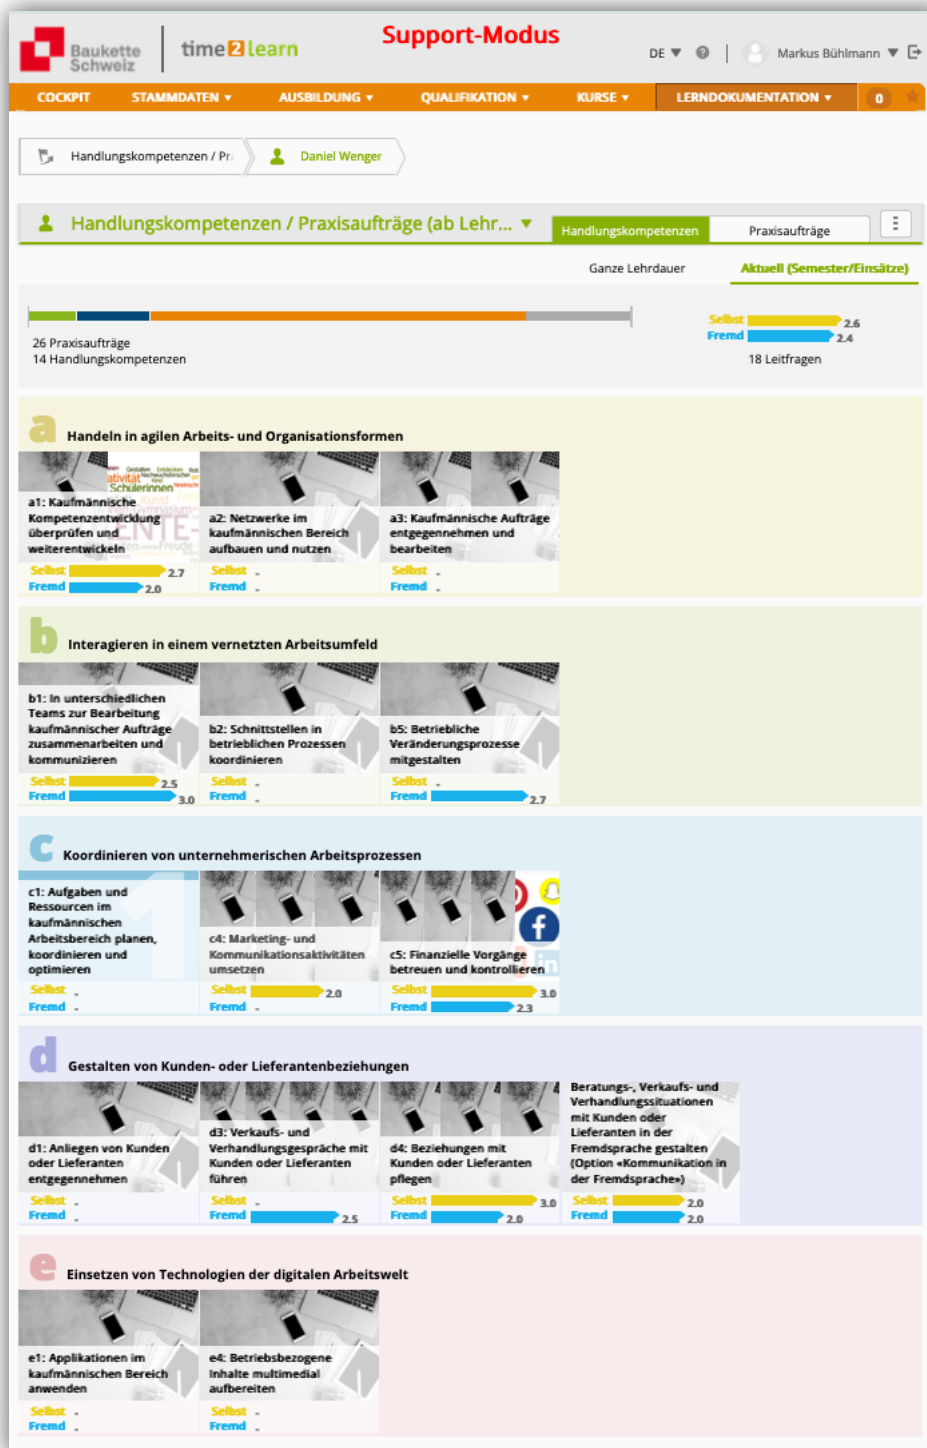 Baukette
Schweiz
time2learn
Support-Modus
DE
Markus Bühlmann
COCKPIT
STAMMDATEN
AUSBILDUNG
QUALIFIKATION
KURSE
LERNDOKUMENTATION
0
Handlungskompetenzen / Pra
Daniel Wenger
Handlungskompetenzen / Praxisaufträge (ab Lehr...
Handlungskompetenzen
Praxisaufträge
Ganze Lehrdauer
Aktuell (Semester/Einsätze)
Selbst 2.6
Fremd 2.4
26 Praxisaufträge
14 Handlungskompetenzen
18 Leitfragen
a Handeln in agilen Arbeits- und Organisationsformen
a1: Kaufmännische
Kompetenzentwicklung
überprüfen und
weiterentwickeln
Selbst 2.7
Fremd 2.0
a2: Netzwerke im
kaufmännischen Bereich
aufbauen und nutzen
Selbst -
Fremd -
a3: Kaufmännische Aufträge
entgegennehmen und
bearbeiten
Selbst -
Fremd -
b Interagieren in einem vernetzten Arbeitsumfeld
b1: In unterschiedlichen
Teams zur Bearbeitung
kaufmännischer Aufträge
zusammenarbeiten und
kommunizieren
Selbst 2.5
Fremd 3.0
b2: Schnittstellen in
betrieblichen Prozessen
koordinieren
Selbst -
Fremd -
b5: Betriebliche
Veränderungsprozesse
mitgestalten
Selbst -
Fremd 2.7
c Koordinieren von unternehmerischen Arbeitsprozessen
c1: Aufgaben und
Ressourcen im
kaufmännischen
Arbeitsbereich planen,
koordinieren und
optimieren
Selbst -
Fremd -
c4: Marketing- und
Kommunikationsaktivitäten
umsetzen
Selbst 2.0
Fremd -
c5: Finanzielle Vorgänge
betreuen und kontrollieren
Selbst 3.0
Fremd 2.3
d Gestalten von Kunden- oder Lieferantenbeziehungen
d1: Anliegen von Kunden
oder Lieferanten
entgegennehmen
Selbst -
Fremd -
d3: Verkaufs- und
Verhandlungsgespräche mit
Kunden oder Lieferanten
führen
Selbst -
Fremd 2.5
d4: Beziehungen mit
Kunden oder Lieferanten
pflegen
Selbst 3.0
Fremd 2.0
Beratungs-, Verkaufs- und
Verhandlungssituationen
mit Kunden oder
Lieferanten in der
Fremdsprache gestalten
(Option «Kommunikation in
der Fremdsprache»)
Selbst 2.0
Fremd 2.0
e Einsetzen von Technologien der digitalen Arbeitswelt
e1: Applikationen im
kaufmännischen Bereich
anwenden
Selbst -
Fremd -
e4: Betriebsbezogene
Inhalte multimedial
aufbereiten
Selbst -
Fremd -